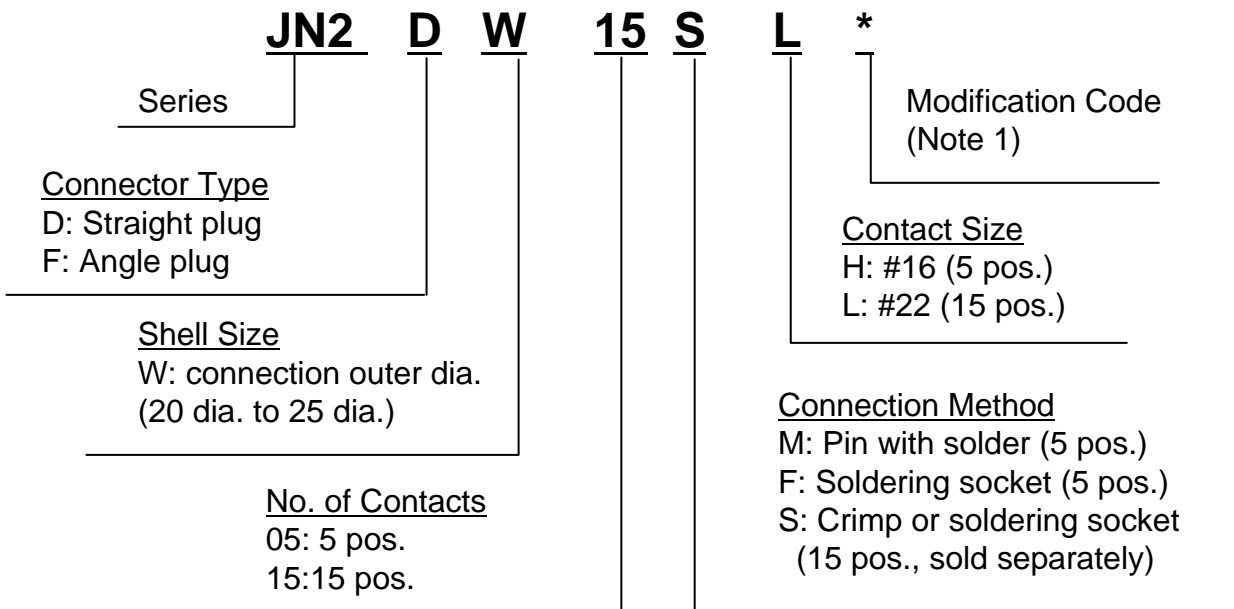 JN2 D W 15 S L *
Series
Modification Code
(Note 1)
Connector Type
D: Straight plug
F: Angle plug
Contact Size
H: #16 (5 pos.)
L: #22 (15 pos.)
Shell Size
W: connection outer dia.
(20 dia. to 25 dia.)
Connection Method
M: Pin with solder (5 pos.)
F: Soldering socket (5 pos.)
S: Crimp or soldering socket
(15 pos., sold separately)
No. of Contacts
05: 5 pos.
15:15 pos.